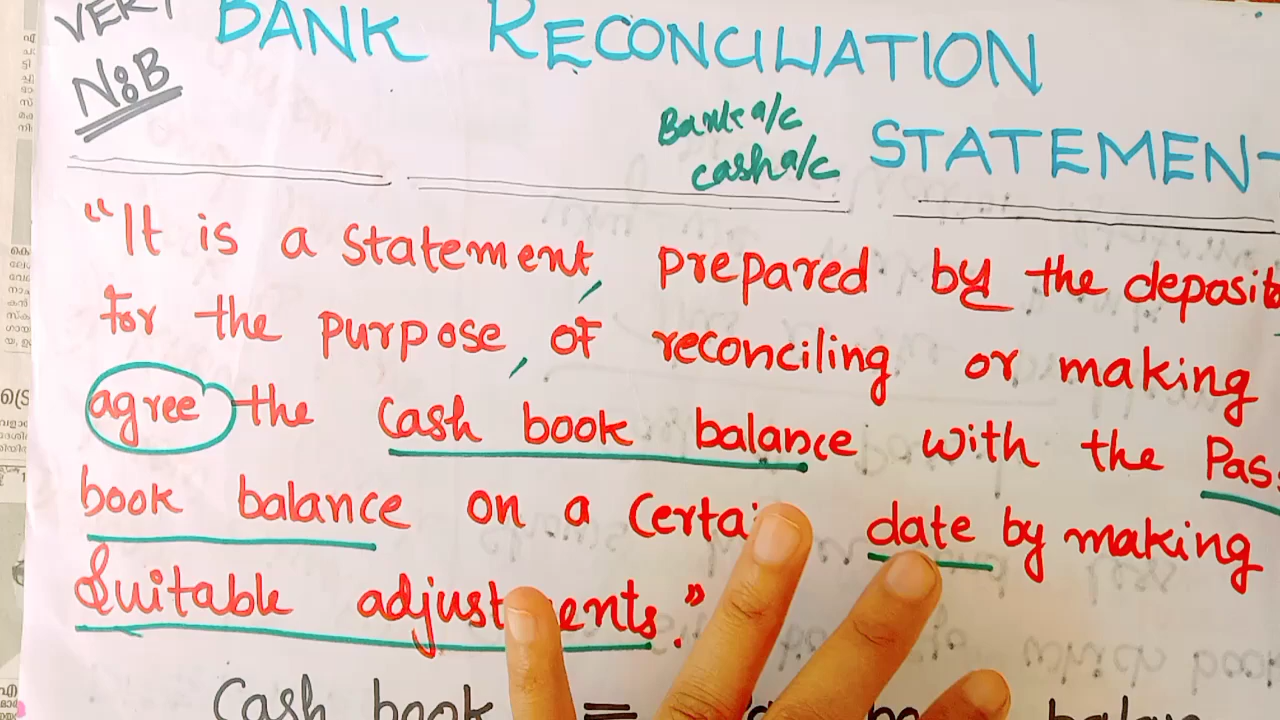 VERY
N:B
BANK RECONCILIATION
STATEMEN
Bank a/c
cash a/c
"It is a statement prepared by the deposit
for the purpose of reconciling or making
agree the cash book balance with the Pas
book balance on a certai date by making
Suitable adjustments."
Cash book =